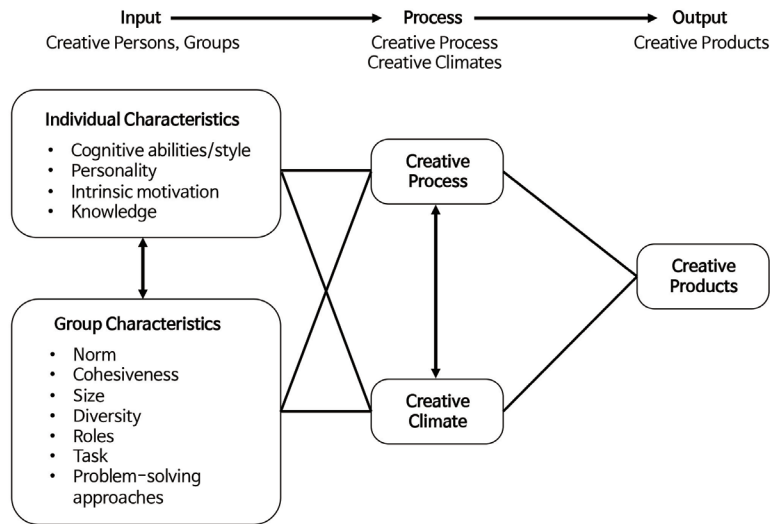 Input
Process
Output
Creative Persons, Groups
Creative Process
Creative Climates
Creative Products
Individual Characteristics
• Cognitive abilities/style
• Personality
• Intrinsic motivation
• Knowledge
Group Characteristics
• Norm
• Cohesiveness
• Size
• Diversity
• Roles
• Task
• Problem-solving
approaches
Creative
Process
Creative
Climate
Creative
Products